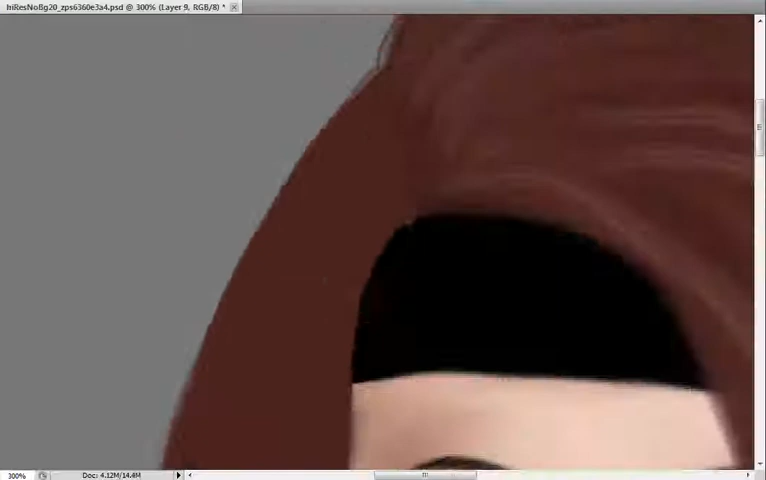 hiResNoBg20_zps6360e3a4.psd @ 300% (Layer 9, RGB/8) *
300%
Doc: 4.12M/14.4M